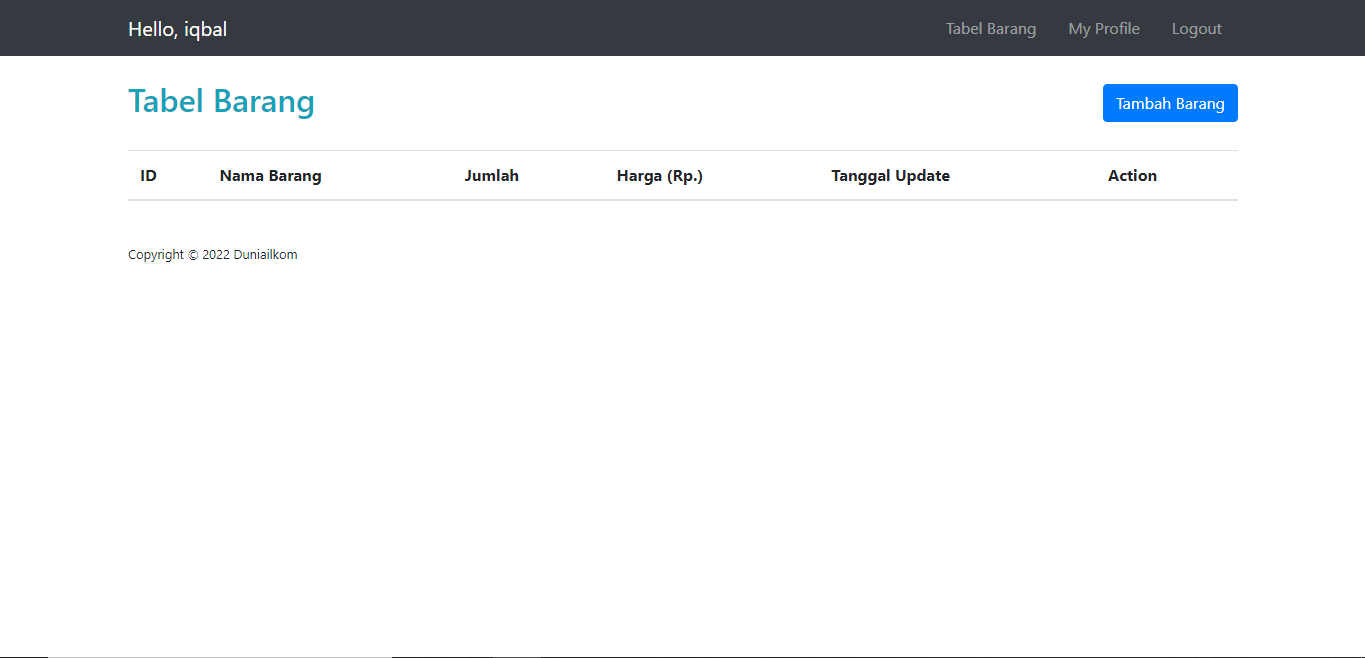 Hello, iqbal Tabel Barang My Profile Logout
Tabel Barang Tambah Barang
ID Nama Barang Jumlah Harga (Rp.) Tanggal Update Action
Copyright © 2022 Duniailkom